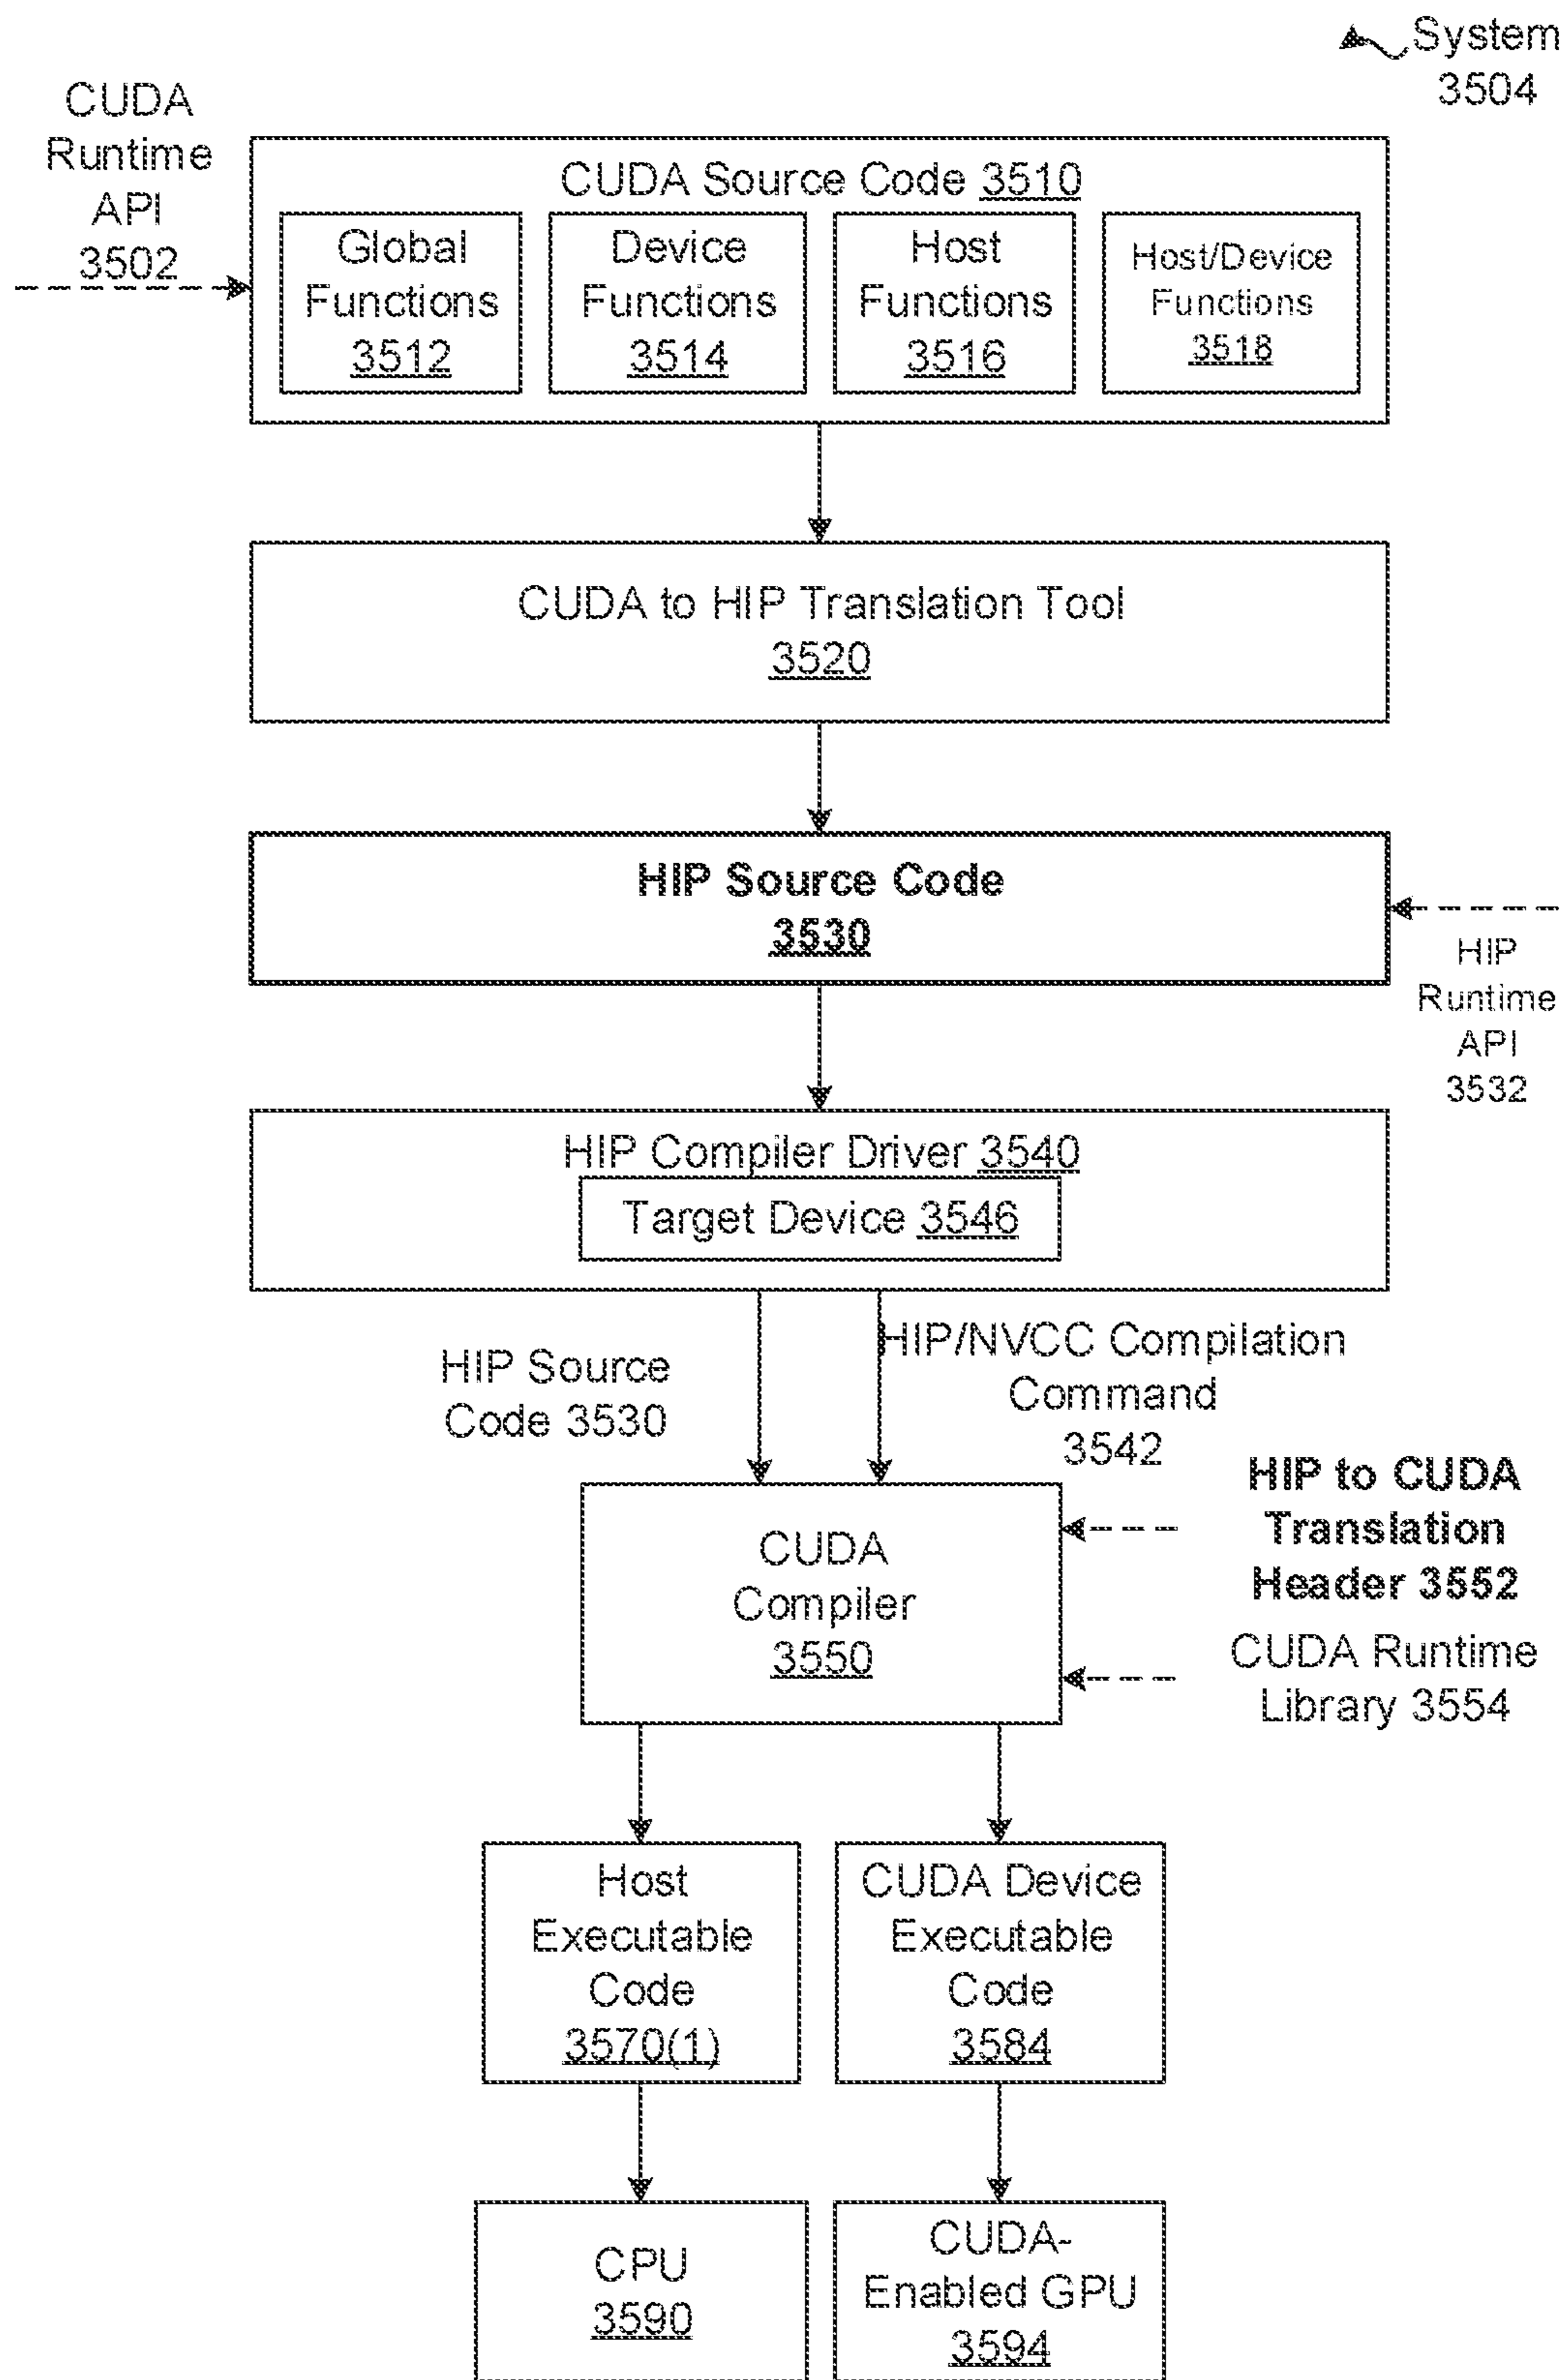 System
3504
CUDA
Runtime
API
3502
CUDA Source Code 3510
Global
Functions
3512
Device
Functions
3514
Host
Functions
3516
Host/Device
Functions
3518
CUDA to HIP Translation Tool
3520
HIP Source Code
3530
HIP
Runtime
API
3532
HIP Compiler Driver 3540
Target Device 3546
HIP Source
Code 3530
HIP/NVCC Compilation
Command
3542
HIP to CUDA
Translation
Header 3552
CUDA
Compiler
3550
CUDA Runtime
Library 3554
Host
Executable
Code
3570(1)
CUDA Device
Executable
Code
3584
CPU
3590
CUDA-
Enabled GPU
3594